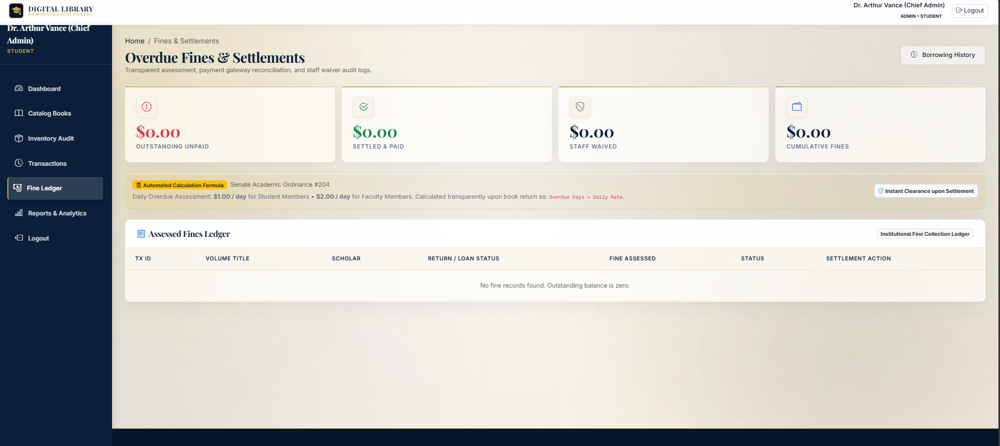 DIGITAL LIBRARY
ADMINISTRATION PORTAL
Dr. Arthur Vance (Chief Admin)
ADMIN • STUDENT
Logout
Dr. Arthur Vance (Chief
Admin)
STUDENT
Dashboard
Catalog Books
Inventory Audit
Transactions
Fine Ledger
Reports & Analytics
Logout
Home / Fines & Settlements
Overdue Fines & Settlements
Transparent assessment, payment gateway reconciliation, and staff waiver audit logs.
Borrowing History
$0.00
OUTSTANDING UNPAID
$0.00
SETTLED & PAID
$0.00
STAFF WAIVED
$0.00
CUMULATIVE FINES
Automated Calculation Formula Senate Academic Ordinance #204
Daily Overdue Assessment: $1.00 / day for Student Members • $2.00 / day for Faculty Members. Calculated transparently upon book return as: Overdue Days × Daily Rate.
Instant Clearance upon Settlement
Assessed Fines Ledger
Institutional Fine Collection Ledger
TX ID VOLUME TITLE SCHOLAR RETURN / LOAN STATUS FINE ASSESSED STATUS SETTLEMENT ACTION
No fine records found. Outstanding balance is zero.